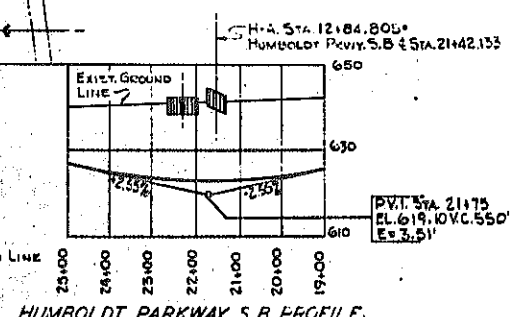 H-A. STA. 12+84.805=
HUMBOLDT PKWY. S.B. ℄ STA. 21+42.133
650
EXIST. GROUND
LINE
630
+2.55%
-2.55%
P.V.I. STA. 21+75
EL. 619.10 V.C. 550'
E= 3.51'
610
LINE
25+00
24+00
23+00
22+00
21+00
20+00
19+00
HUMBOLDT PARKWAY S.B. PROFILE.